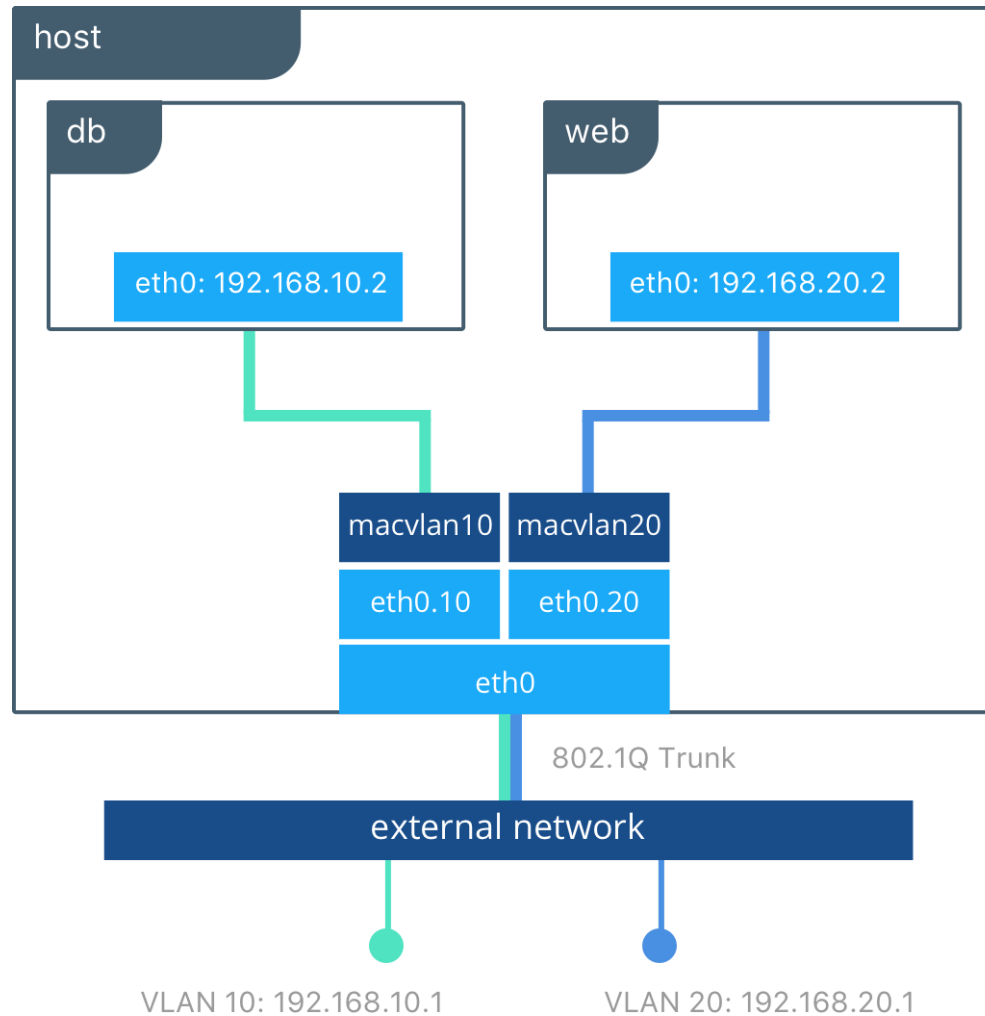 host
db
web
eth0: 192.168.10.2
eth0: 192.168.20.2
macvlan10
macvlan20
eth0.10
eth0.20
eth0
802.1Q Trunk
external network
VLAN 10: 192.168.10.1
VLAN 20: 192.168.20.1